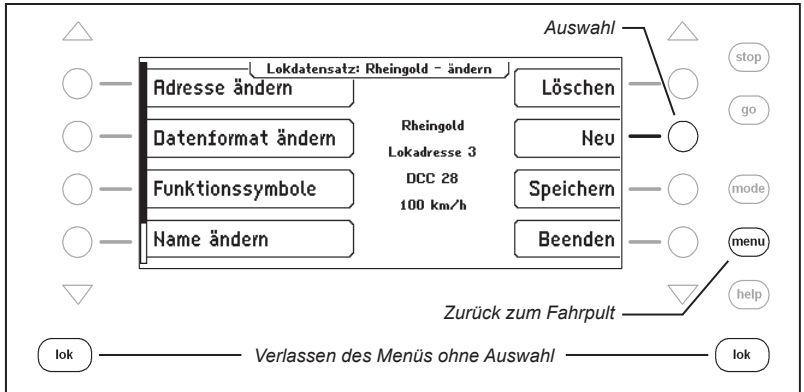 Auswahl
stop
Lokdatensatz: Rheingold - ändern
Adresse ändern
Löschen
go
Rheingold
Datenformat ändern
Neu
Lokadresse 3
DCC 28
Funktionssymbole
Speichern
mode
100 km/h
Name ändern
Beenden
menu
help
Zurück zum Fahrpult
lok
Verlassen des Menüs ohne Auswahl
lok